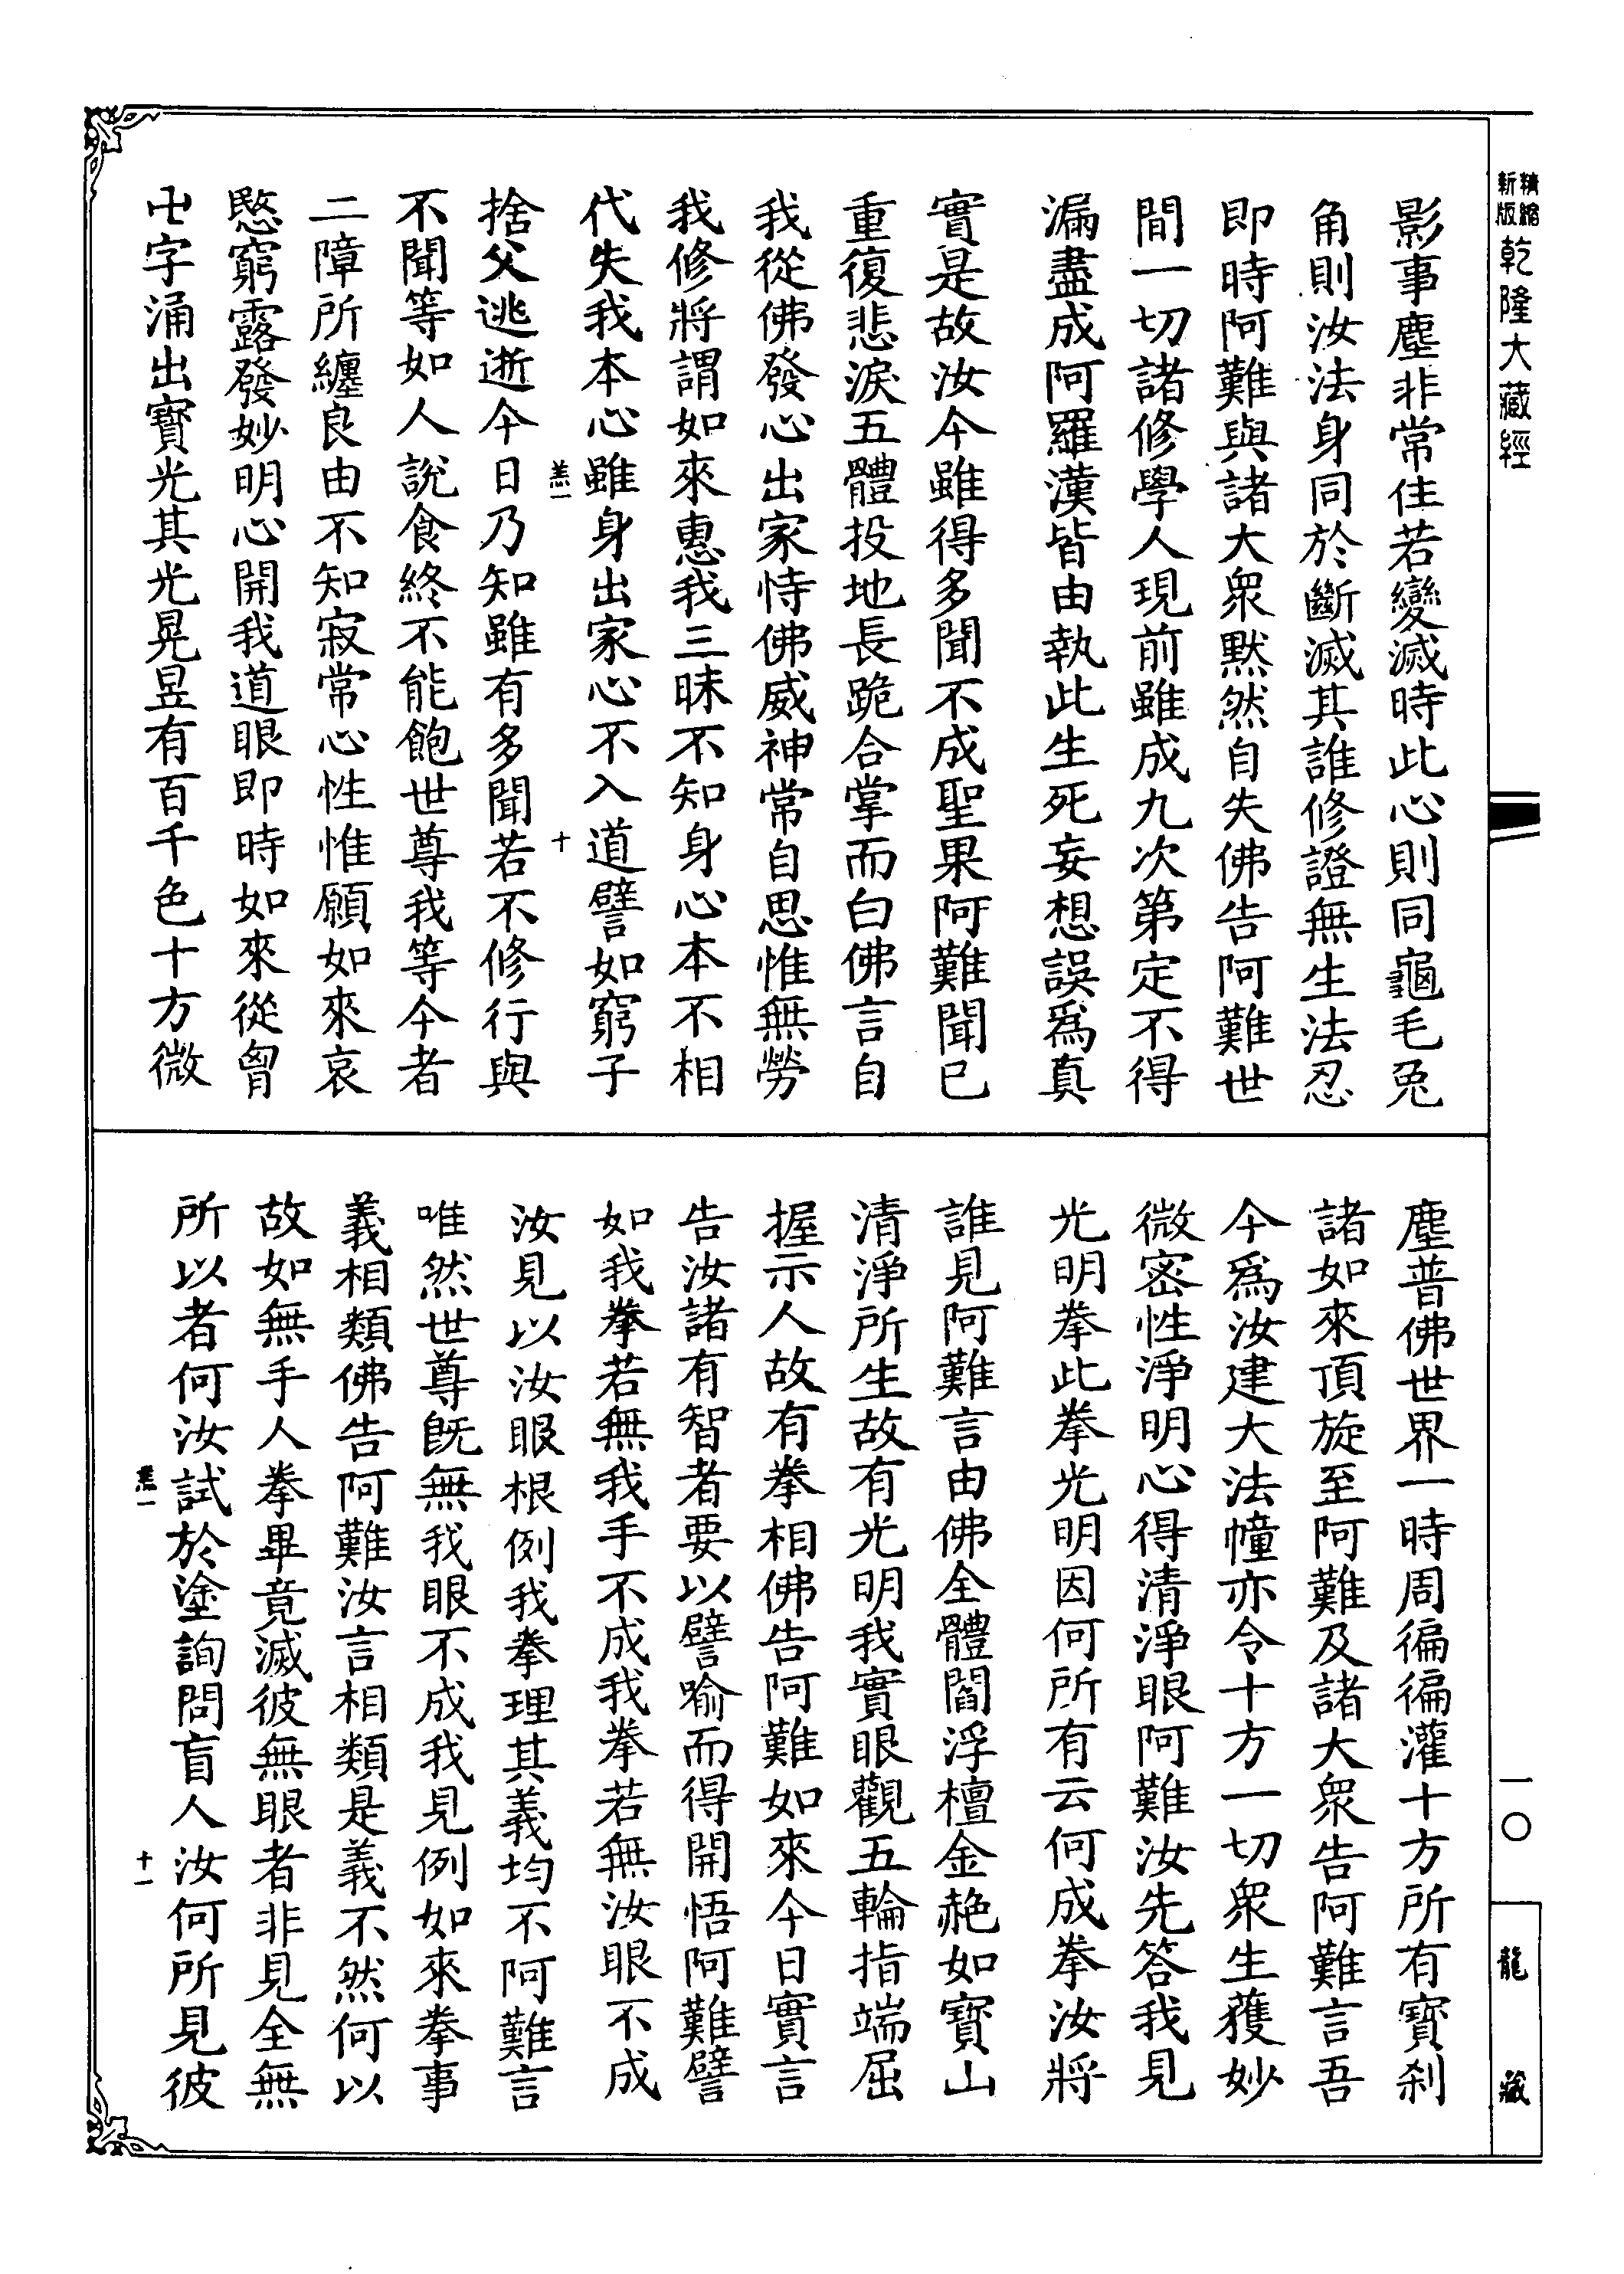 精縮新版乾隆大藏經
影事塵非常住若變滅時此心則同龜毛兎
角則汝法身同於斷滅其誰修證無生法忍
即時阿難與諸大衆默然自失佛告阿難世
間一切諸修學人現前雖成九次第定不得
漏盡成阿羅漢皆由執此生死妄想誤爲真
實是故汝今雖得多聞不成聖果阿難聞已
重復悲淚五體投地長跪合掌而白佛言自
我從佛發心出家恃佛威神常自思惟無勞
我修將謂如來惠我三昧不知身心本不相
代失我本心雖身出家心不入道譬如窮子
羔一
十
捨父逃逝今日乃知雖有多聞若不修行與
不聞等如人說食終不能飽世尊我等今者
二障所纏良由不知寂常心性惟願如來哀
愍窮露發妙明心開我道眼即時如來從胷
卍字涌出寶光其光晃昱有百千色十方微
塵普佛世界一時周徧徧灌十方所有寶刹
諸如來頂旋至阿難及諸大衆告阿難言吾
今爲汝建大法幢亦令十方一切衆生獲妙
微密性淨明心得清淨眼阿難汝先答我見
光明拳此拳光明因何所有云何成拳汝將
誰見阿難言由佛全體閻浮檀金赩如寶山
清淨所生故有光明我實眼觀五輪指端屈
握示人故有拳相佛告阿難如來今日實言
告汝諸有智者要以譬喻而得開悟阿難譬
如我拳若無我手不成我拳若無汝眼不成
汝見以汝眼根例我拳理其義均不阿難言
唯然世尊旣無我眼不成我見例如來拳事
義相類佛告阿難汝言相類是義不然何以
故如無手人拳畢竟滅彼無眼者非見全無
所以者何汝試於塗詢問盲人汝何所見彼
羔一
十一
一〇
龍藏